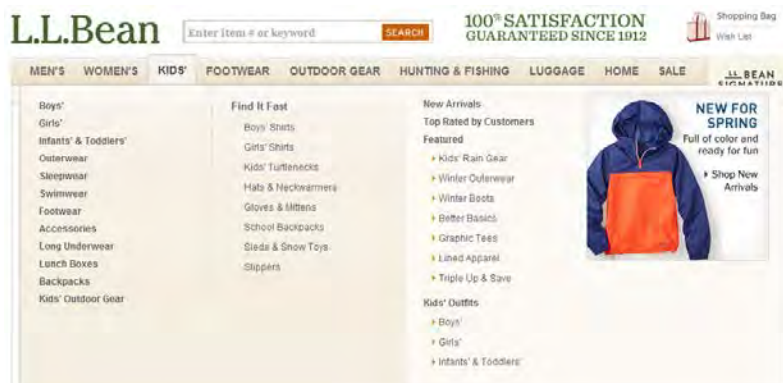 L.L.Bean
Enter item # or keyword
SEARCH
100% SATISFACTION
GUARANTEED SINCE 1912
Shopping Bag
Wish List
MEN'S WOMEN'S KIDS' FOOTWEAR OUTDOOR GEAR HUNTING & FISHING LUGGAGE HOME SALE L.L.BEAN
SIGNATURE
Boys'
Girls'
Infants' & Toddlers'
Outerwear
Sleepwear
Swimwear
Footwear
Accessories
Long Underwear
Lunch Boxes
Backpacks
Kids' Outdoor Gear
Find It Fast
Boys' Shirts
Girls' Shirts
Kids' Turtlenecks
Hats & Neckwarmers
Gloves & Mittens
School Backpacks
Sleds & Snow Toys
Slippers
New Arrivals
Top Rated by Customers
Featured
Kids' Rain Gear
Winter Outerwear
Winter Boots
Better Basics
Graphic Tees
Lined Apparel
Triple Up & Save
Kids' Outfits
Boys'
Girls'
Infants' & Toddlers'
NEW FOR
SPRING
Full of color and
ready for fun
Shop New
Arrivals